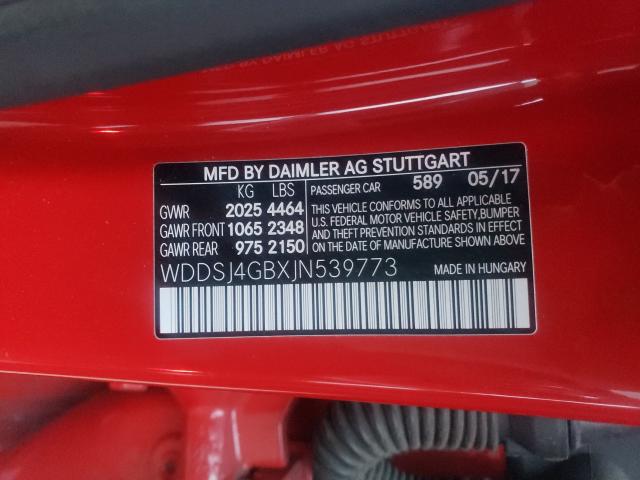 MFD BY DAIMLER AG STUTTGART
KG LBS
GVWR 2025 4464
GAWR FRONT 1065 2348
GAWR REAR 975 2150
PASSENGER CAR 589 05/17
THIS VEHICLE CONFORMS TO ALL APPLICABLE
U.S. FEDERAL MOTOR VEHICLE SAFETY, BUMPER
AND THEFT PREVENTION STANDARDS IN EFFECT
ON THE DATE OF MANUFACTURE SHOWN ABOVE.
WDDSJ4GBXJN539773
MADE IN HUNGARY